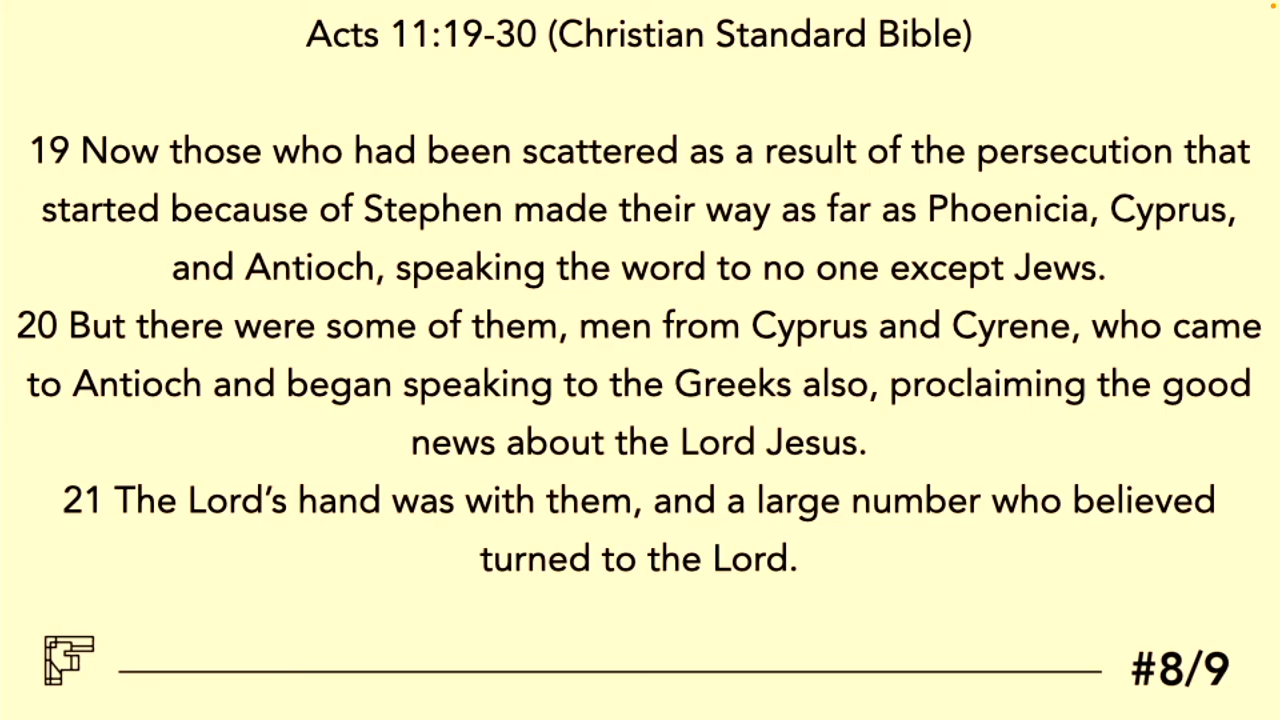 Acts 11:19-30 (Christian Standard Bible)
19 Now those who had been scattered as a result of the persecution that
started because of Stephen made their way as far as Phoenicia, Cyprus,
and Antioch, speaking the word to no one except Jews.
20 But there were some of them, men from Cyprus and Cyrene, who came
to Antioch and began speaking to the Greeks also, proclaiming the good
news about the Lord Jesus.
21 The Lord’s hand was with them, and a large number who believed
turned to the Lord.
#8/9